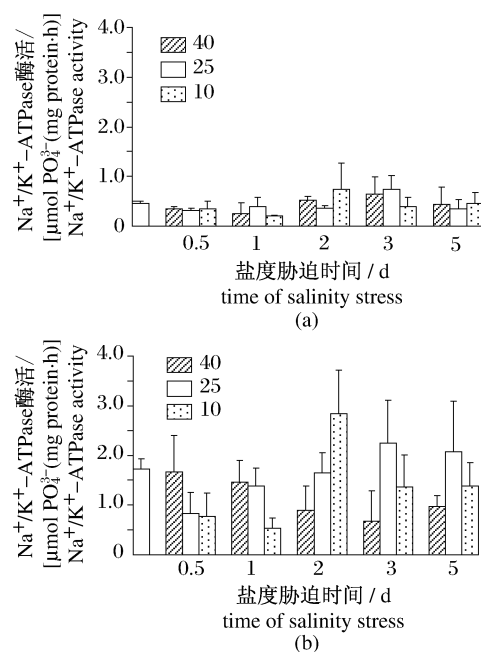 Na⁺/K⁺−ATPase酶活/
[μmol PO₄³⁻(mg protein·h)]
Na⁺/K⁺−ATPase activity
4.0
3.0
2.0
1.0
0
40
25
10
0.5 1 2 3 5
盐度胁迫时间 / d
time of salinity stress
(a)
Na⁺/K⁺−ATPase酶活/
[μmol PO₄³⁻(mg protein·h)]
Na⁺/K⁺−ATPase activity
4.0
3.0
2.0
1.0
0
40
25
10
0.5 1 2 3 5
盐度胁迫时间 / d
time of salinity stress
(b)